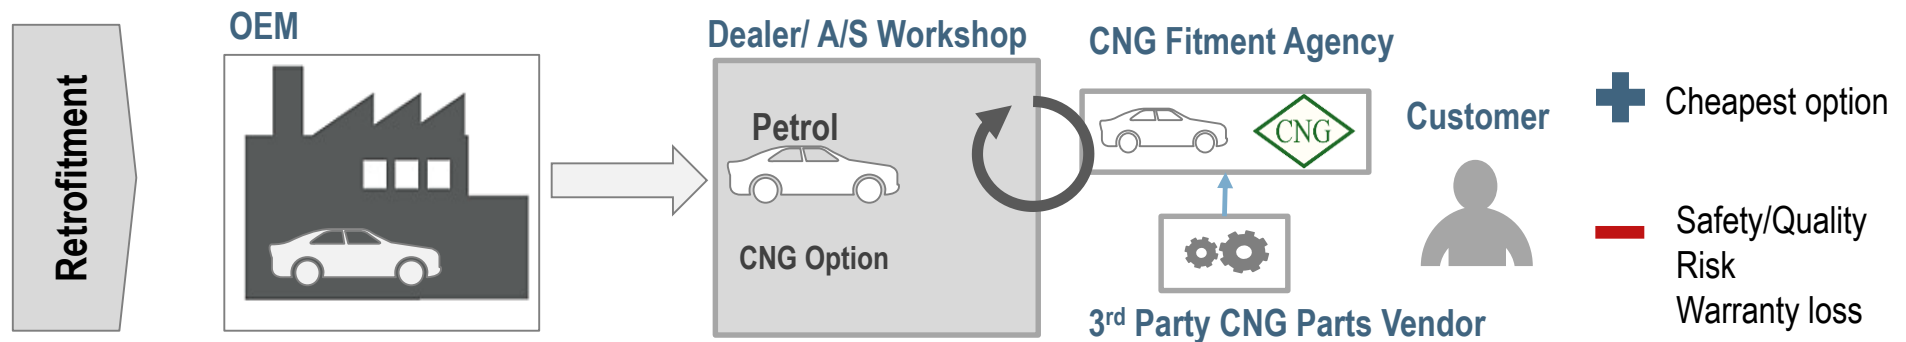 Retrofitment
OEM
Dealer/ A/S Workshop
Petrol
CNG Option
CNG Fitment Agency
CNG
3rd Party CNG Parts Vendor
Customer
Cheapest option
Safety/Quality
Risk
Warranty loss